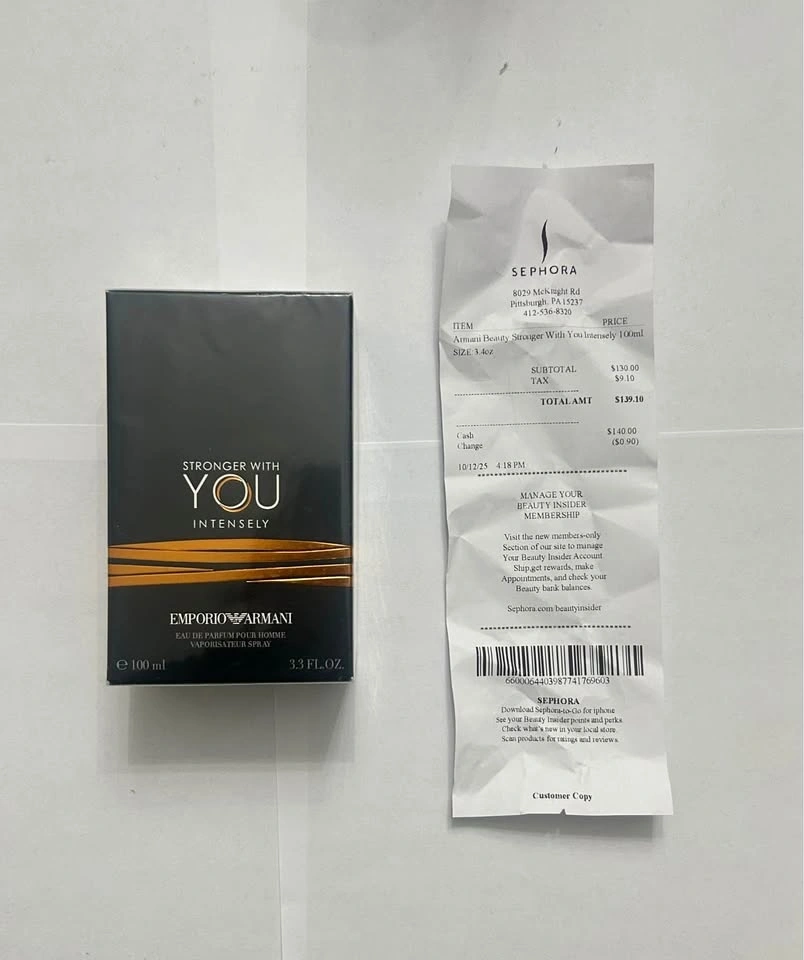 STRONGER WITH
YOU
INTENSELY
EMPORIO ARMANI
EAU DE PARFUM POUR HOMME
VAPORISATEUR SPRAY
℮ 100 ml 3.3 FL.OZ.
SEPHORA
8029 McKnight Rd
Pittsburgh, PA 15237
412-536-8320
ITEM PRICE
Armani Beauty Stronger With You Intensely 100ml
SIZE 3.4oz
SUBTOTAL $130.00
TAX $9.10
TOTAL AMT $139.10
Cash $140.00
Change ($0.90)
10/12/25 4:18 PM
MANAGE YOUR
BEAUTY INSIDER
MEMBERSHIP
Visit the new members-only
Section of our site to manage
Your Beauty Insider Account
Ship,get rewards, make
Appointments, and check your
Beauty bank balances.
Sephora.com/beautyinsider
6600064403987741769603
SEPHORA
Download Sephora-to-Go for iphone
See your Beauty Insider points and perks
Check what's new in your local store.
Scan products for ratings and reviews.
Customer Copy